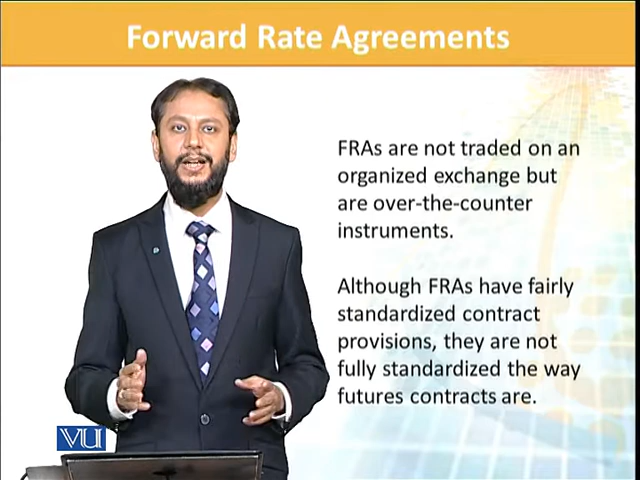 Forward Rate Agreements
FRAs are not traded on an
organized exchange but
are over-the-counter
instruments.
Although FRAs have fairly
standardized contract
provisions, they are not
fully standardized the way
futures contracts are.
VU